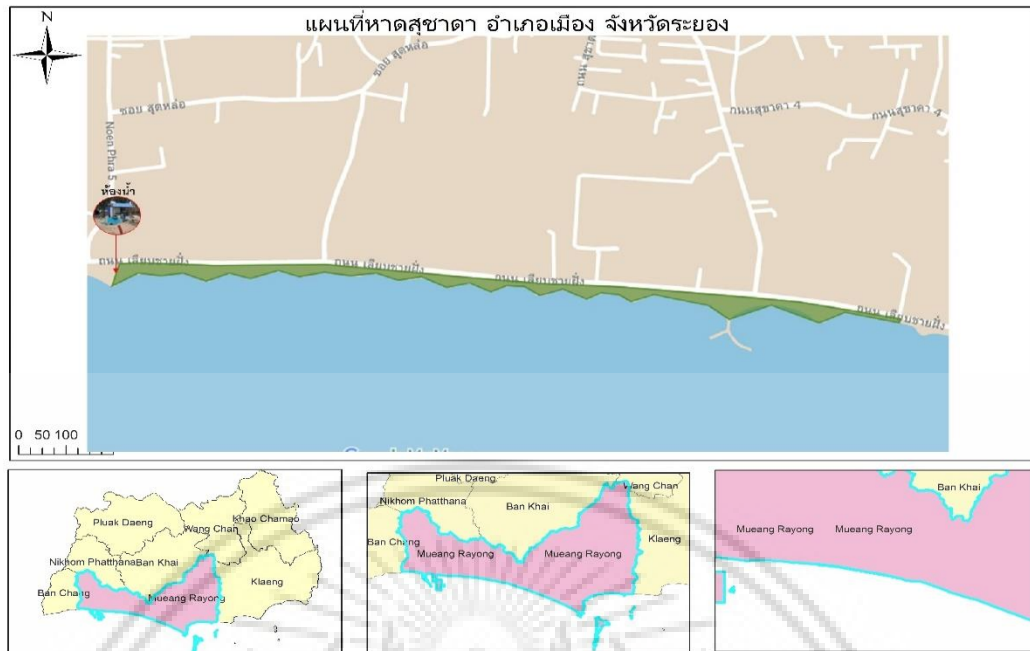 แผนที่หาดสุชาดา อำเภอเมือง จังหวัดระยอง
N
ซอย สุดหล่อ
ซอย สุดหล่อ
ถนน สุชาดา
ถนนสุชาดา 4
ถนนสุชาดา 4
Noen Phra 5
ห้องน้ำ
ถนน เลียบชายฝั่ง
ถนน เลียบชายฝั่ง
ถนน เลียบชายฝั่ง
ถนน เลียบชายฝั่ง
0 50 100
Pluak Daeng
Wang Chan
Khao Chamao
Nikhom Phatthana
Ban Khai
Klaeng
Ban Chang
Mueang Rayong
Pluak Daeng
Wang Chan
Nikhom Phatthana
Ban Khai
Ban Chang
Klaeng
Mueang Rayong
Mueang Rayong
Ban Khai
Mueang Rayong
Mueang Rayong